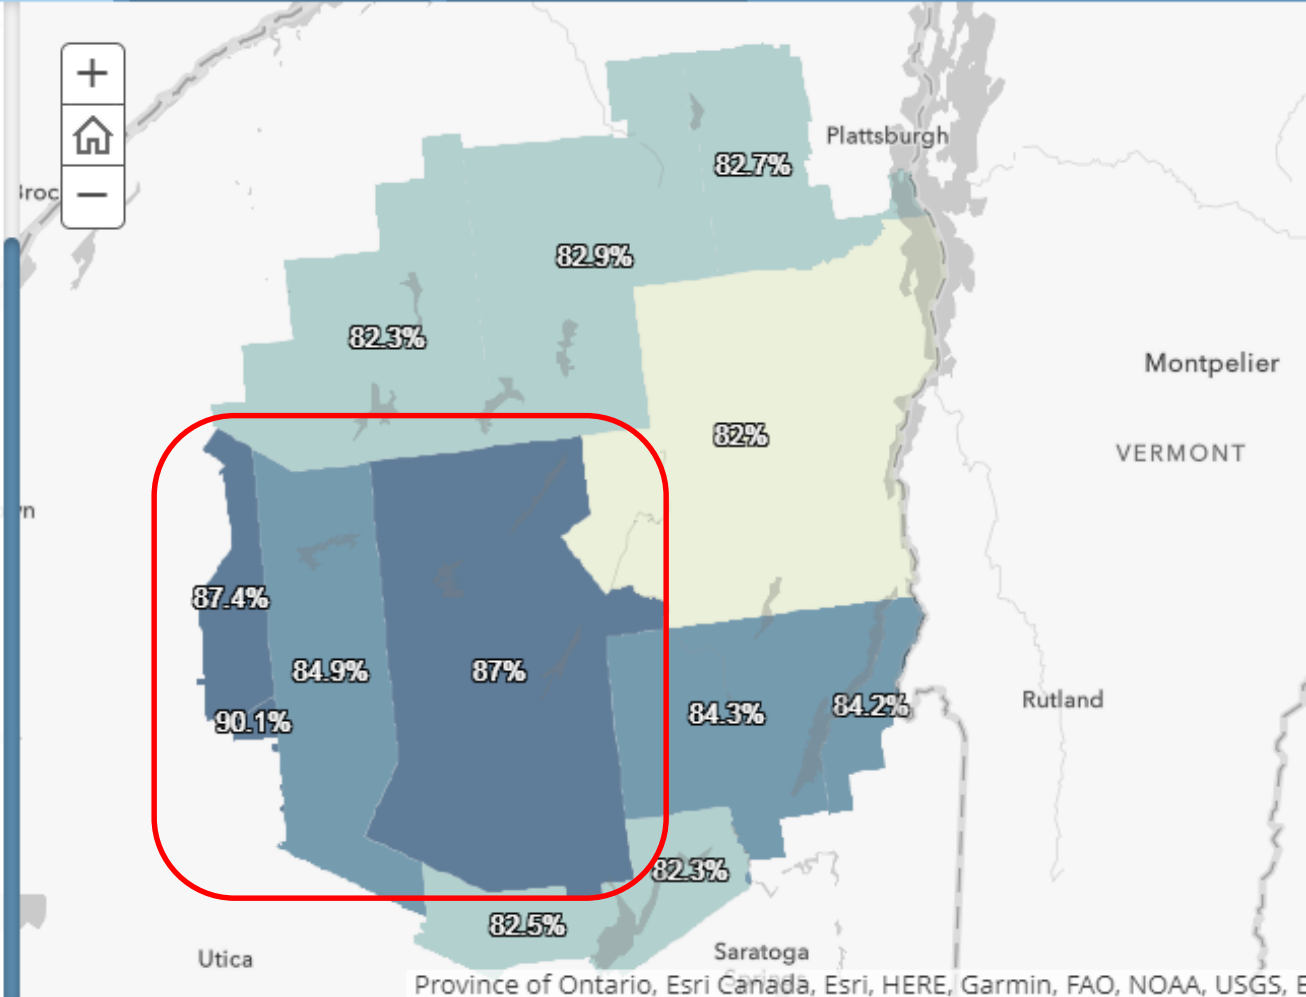 +
−
Plattsburgh
Broc
82.7%
82.9%
82.3%
Montpelier
82%
VERMONT
87.4%
84.9%
87%
Rutland
90.1%
84.3%
84.2%
82.3%
82.5%
Utica
Saratoga
Springs
Province of Ontario, Esri Canada, Esri, HERE, Garmin, FAO, NOAA, USGS, E